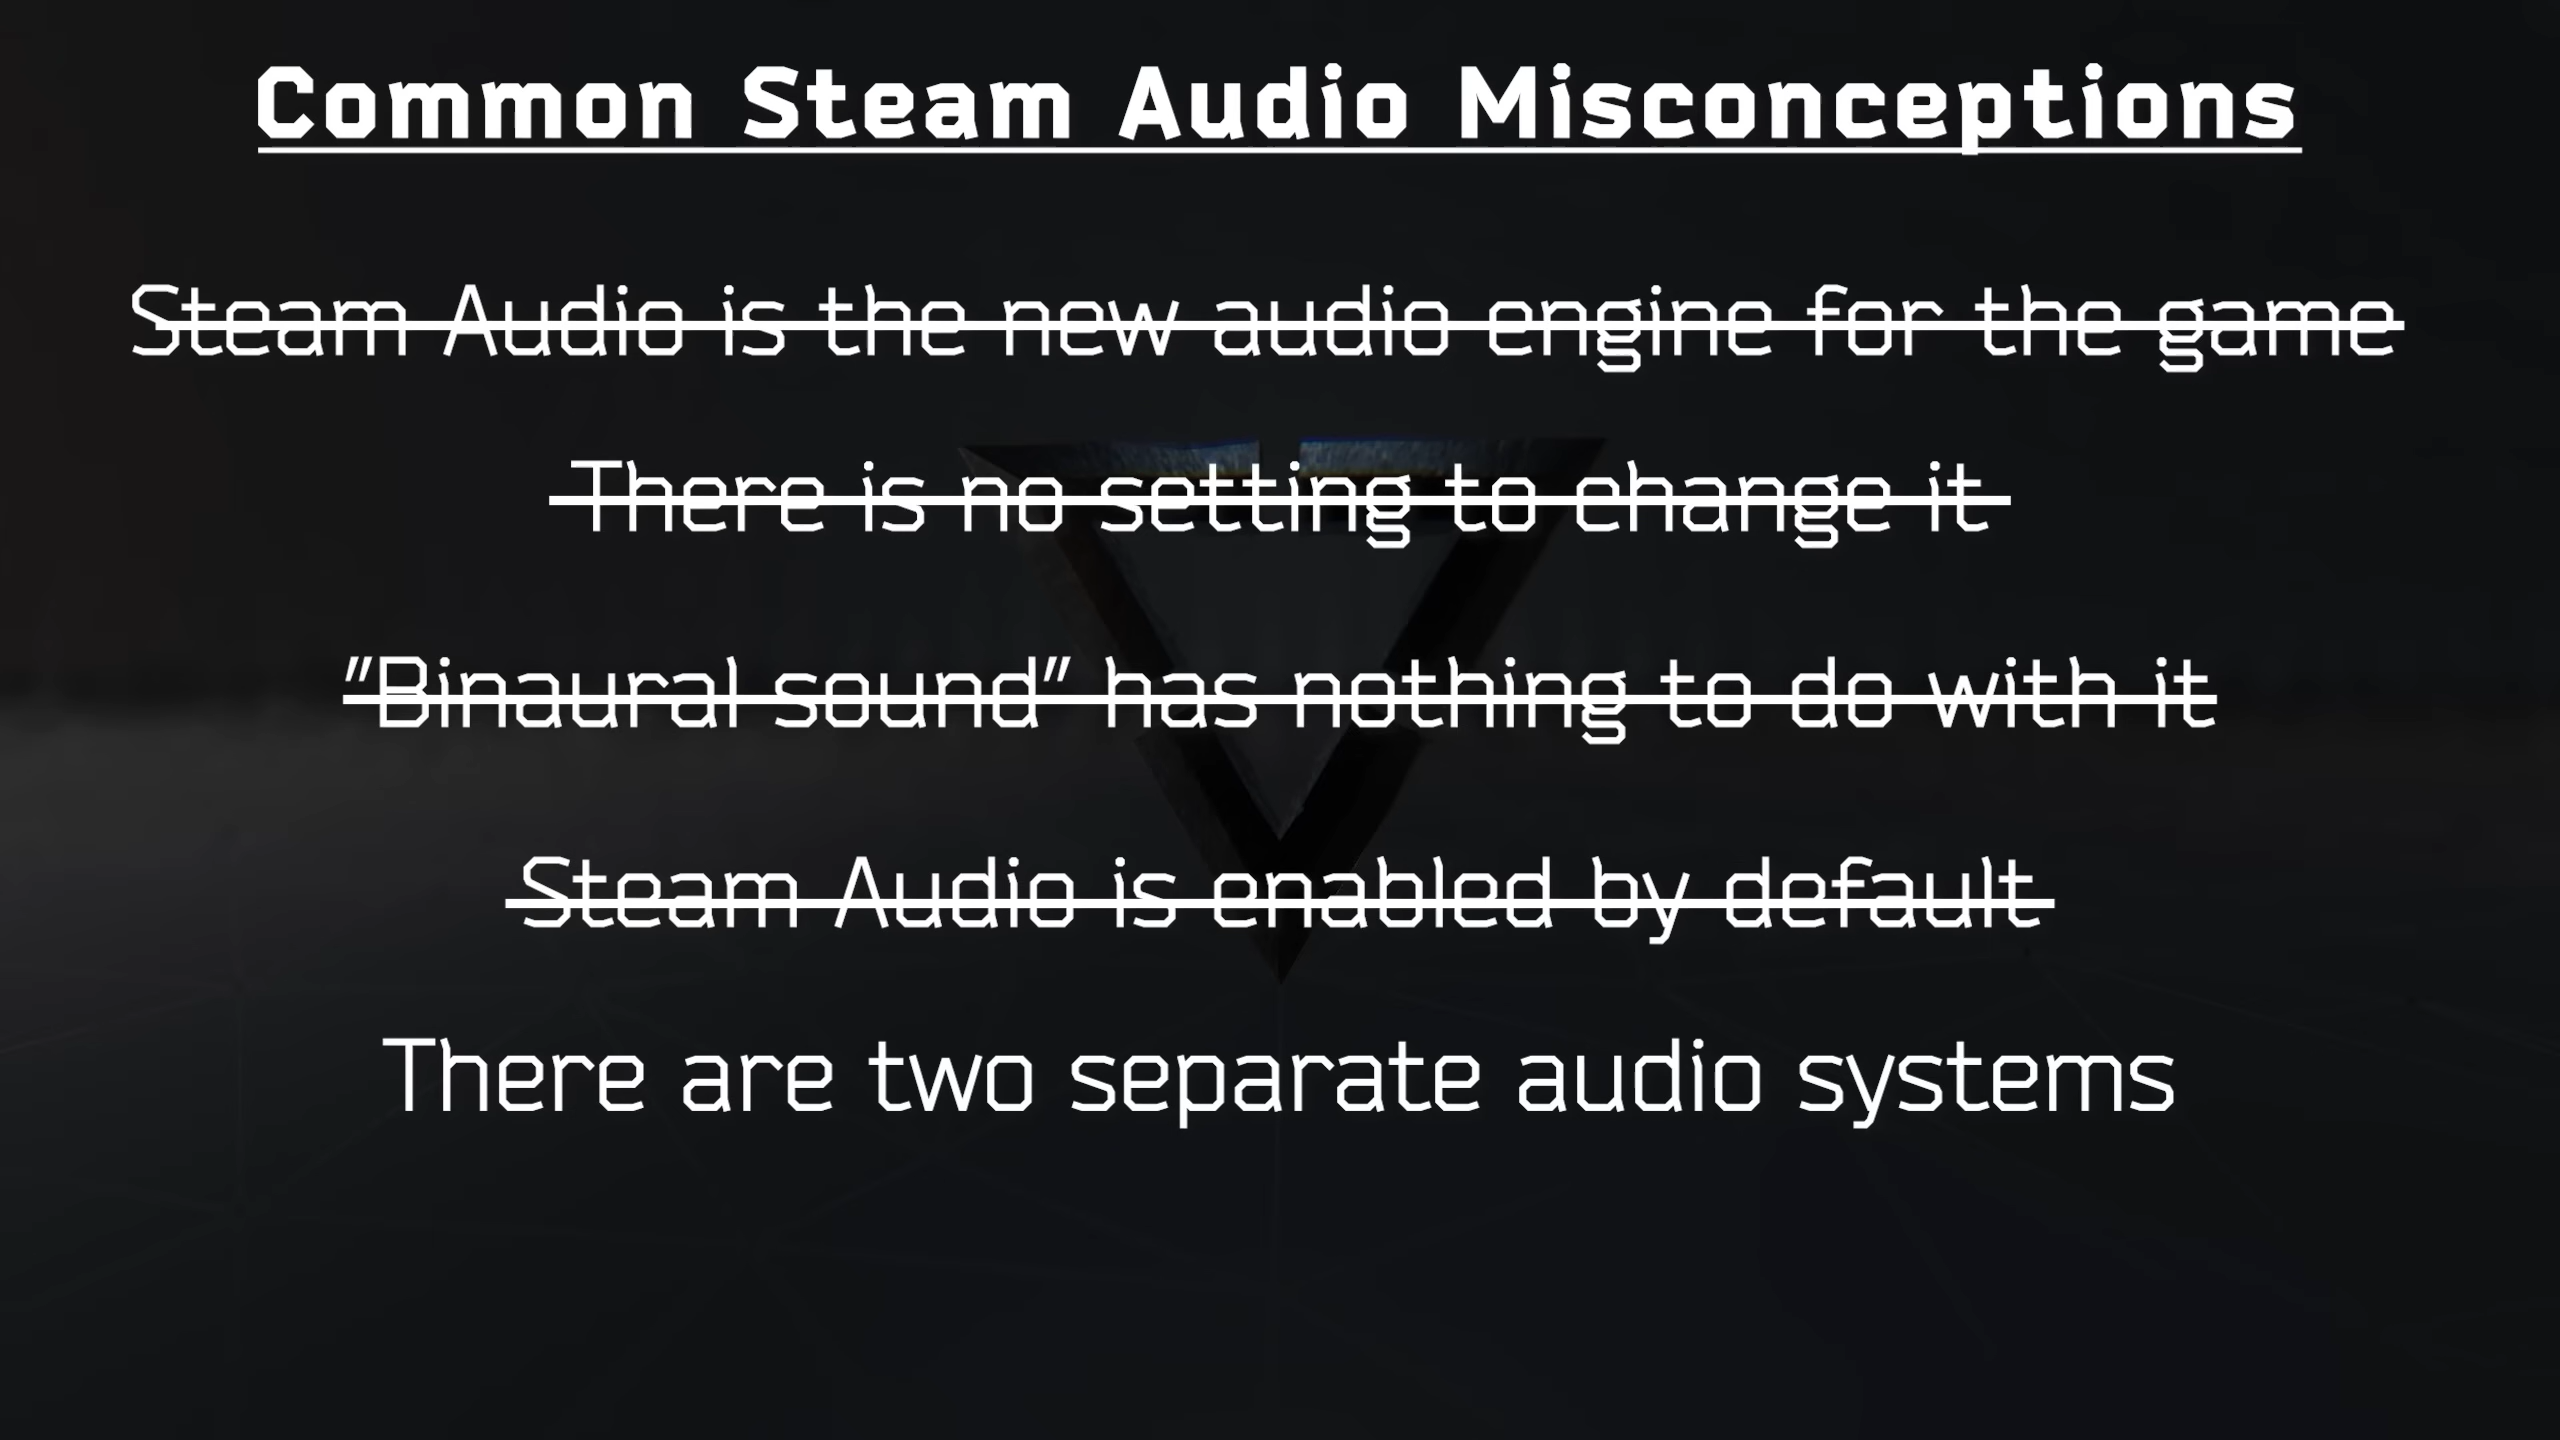 Common Steam Audio Misconceptions
Steam Audio is the new audio engine for the game
There is no setting to change it
"Binaural sound" has nothing to do with it
Steam Audio is enabled by default
There are two separate audio systems